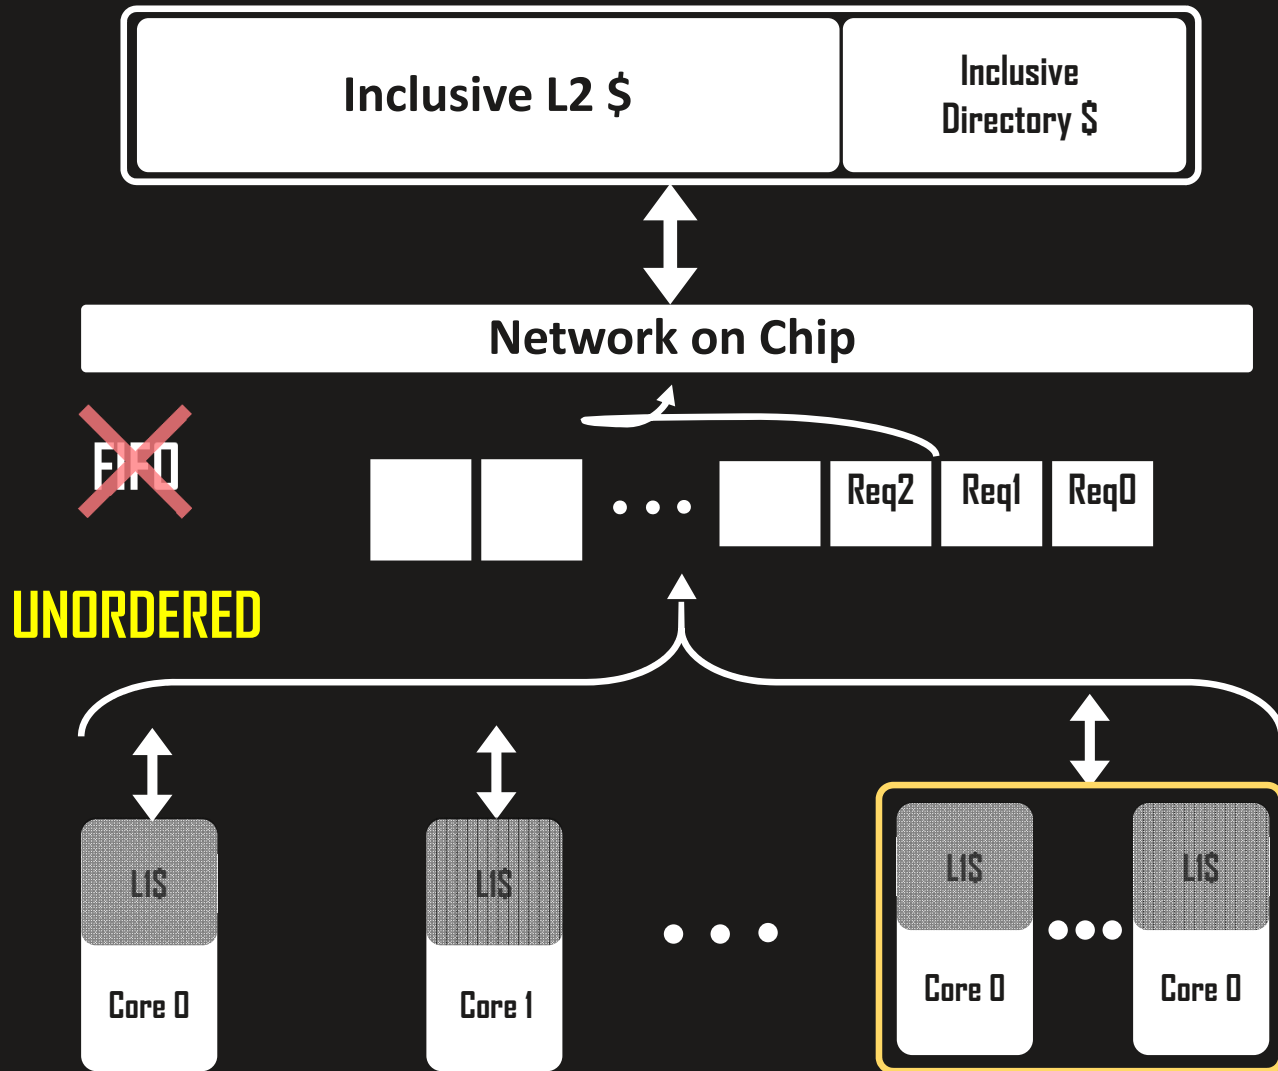 Inclusive L2 $
Inclusive
Directory $
Network on Chip
FIFO
Req2
Req1
Req0
UNORDERED
L1$
L1$
L1$
L1$
Core 0
Core 1
Core 0
Core 0